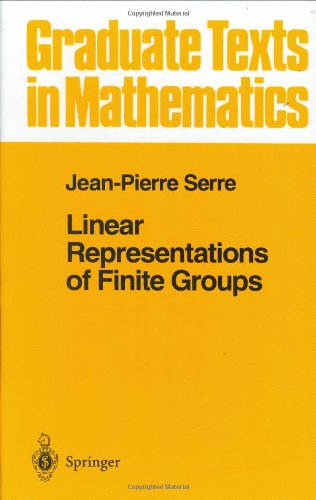 Graduate Texts
in Mathematics
Jean-Pierre Serre
Linear
Representations
of Finite Groups
Springer